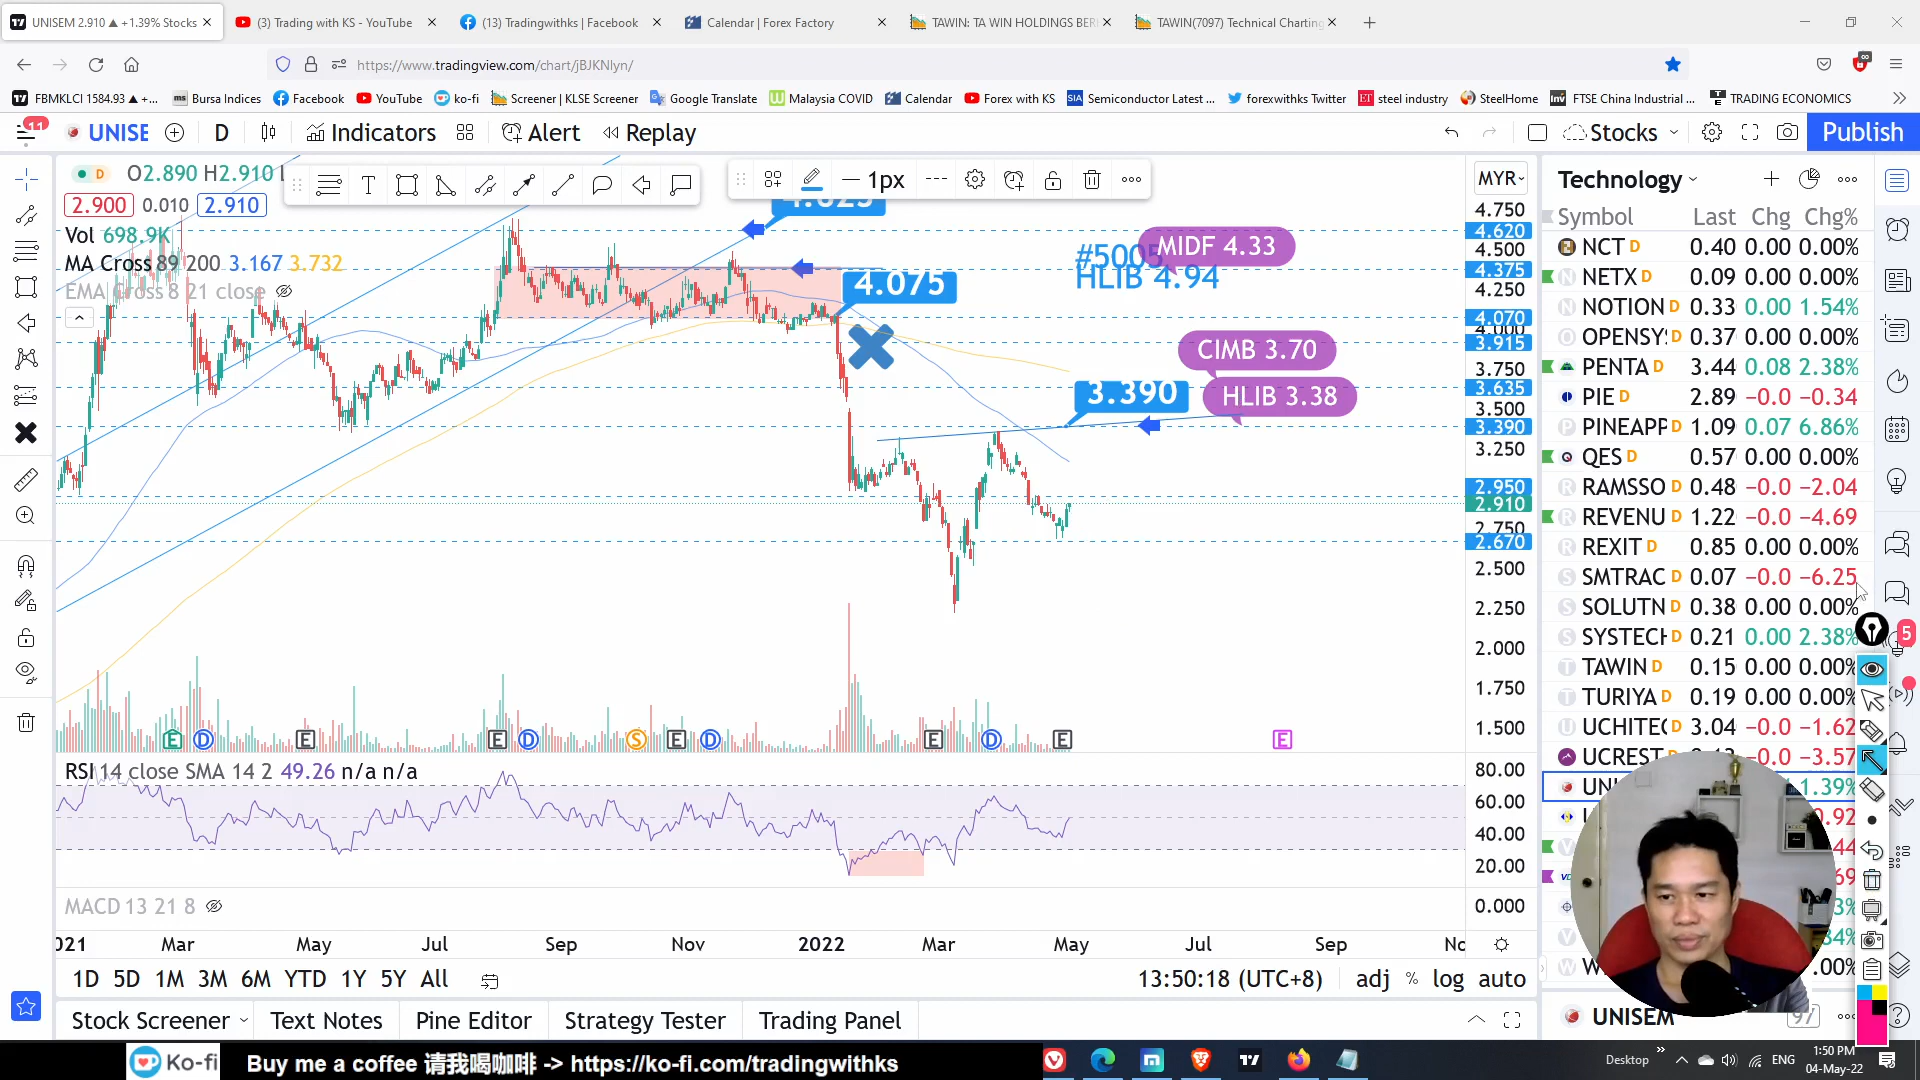 UNISEM 2.910 ▲ +1.39% Stocks
(3) Trading with KS - YouTube
(13) Tradingwithks | Facebook
Calendar | Forex Factory
TAWIN: TA WIN HOLDINGS BER
TAWIN(7097) Technical Charting
https://www.tradingview.com/chart/jBJKNlyn/
FBMKLCI 1584.93 ▲ +...
Bursa Indices
Facebook
YouTube
ko-fi
Screener | KLSE Screener
Google Translate
Malaysia COVID
Calendar
Forex with KS
Semiconductor Latest ...
forexwithks Twitter
steel industry
SteelHome
FTSE China Industrial ...
TRADING ECONOMICS
11
UNISE
D
Indicators
Alert
Replay
Stocks
Publish
D O2.890 H2.910
1px
2.900 0.010 2.910
Vol 698.9K
MA Cross 89 200 3.167 3.732
EMA Cross 8 21 close
4.075
#5005
MIDF 4.33
HLIB 4.94
CIMB 3.70
3.390
HLIB 3.38
MYR
4.750
4.620
4.500
4.375
4.250
4.070
4.000
3.915
3.750
3.635
3.500
3.390
3.250
2.950
2.910
2.750
2.670
2.500
2.250
2.000
1.750
1.500
E D E E D S E D E D E E
RSI 14 close SMA 14 2 49.26 n/a n/a
80.00
60.00
40.00
20.00
MACD 13 21 8
0.000
021 Mar May Jul Sep Nov 2022 Mar May Jul Sep
1D 5D 1M 3M 6M YTD 1Y 5Y All
13:50:18 (UTC+8) adj % log auto
Stock Screener
Text Notes
Pine Editor
Strategy Tester
Trading Panel
Technology
Symbol Last Chg Chg%
NCT D 0.40 0.00 0.00%
NETX D 0.09 0.00 0.00%
NOTION D 0.33 0.00 1.54%
OPENSY D 0.37 0.00 0.00%
PENTA D 3.44 0.08 2.38%
PIE D 2.89 −0.0 −0.34
PINEAPP D 1.09 0.07 6.86%
QES D 0.57 0.00 0.00%
RAMSSO D 0.48 −0.0 −2.04
REVENU D 1.22 −0.0 −4.69
REXIT D 0.85 0.00 0.00%
SMTRAC D 0.07 −0.0 −6.25
SOLUTN D 0.38 0.00 0.00%
SYSTECH D 0.21 0.00 2.38%
TAWIN D 0.15 0.00 0.00%
TURIYA D 0.19 0.00 0.00%
UCHITEC D 3.04 −0.0 −1.62
UCREST −0.0 −3.57
1.39%
UNISEM
5
Ko-fi
Buy me a coffee 请我喝咖啡 -> https://ko-fi.com/tradingwithks
Desktop
ENG
1:50 PM
04-May-22